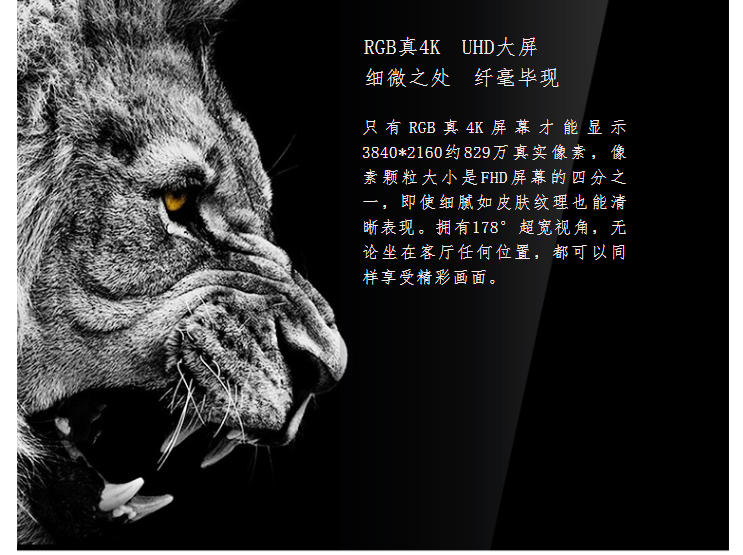 RGB真4K UHD大屏
细微之处 纤毫毕现
只有RGB真4K屏幕才能显示
3840*2160约829万真实像素，像
素颗粒大小是FHD屏幕的四分之
一，即使细腻如皮肤纹理也能清
晰表现。拥有178°超宽视角，无
论坐在客厅任何位置，都可以同
样享受精彩画面。